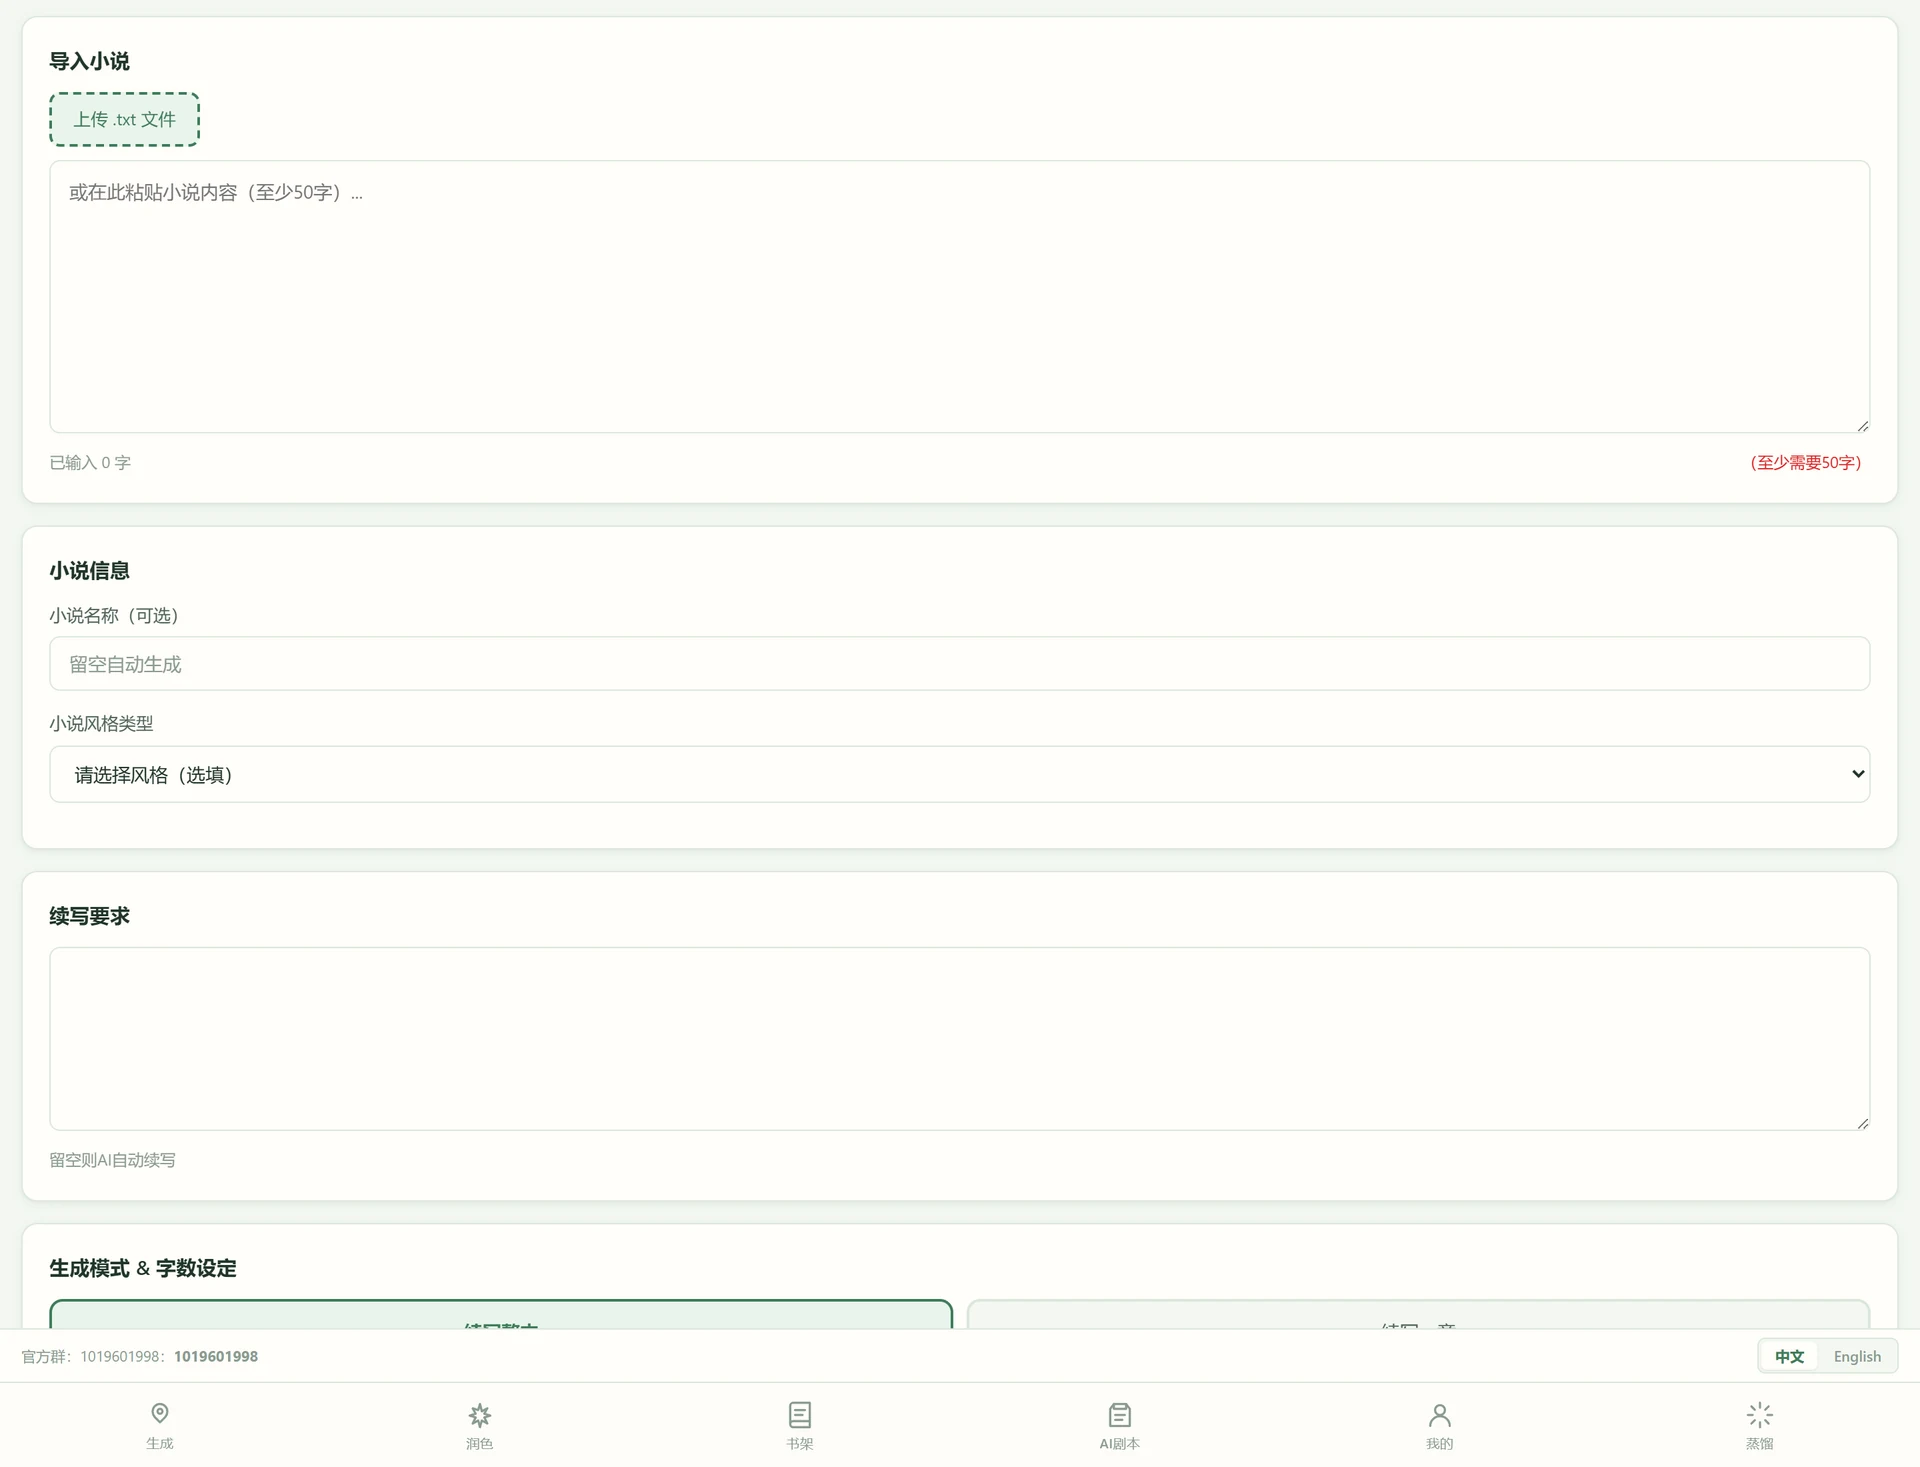 导入小说
上传 .txt 文件
或在此粘贴小说内容（至少50字）...
已输入 0 字
（至少需要50字）
小说信息
小说名称（可选）
留空自动生成
小说风格类型
请选择风格（选填）
续写要求
留空则AI自动续写
生成模式 & 字数设定
官方群：1019601998：1019601998
中文
English
生成
润色
书架
AI剧本
我的
蒸馏